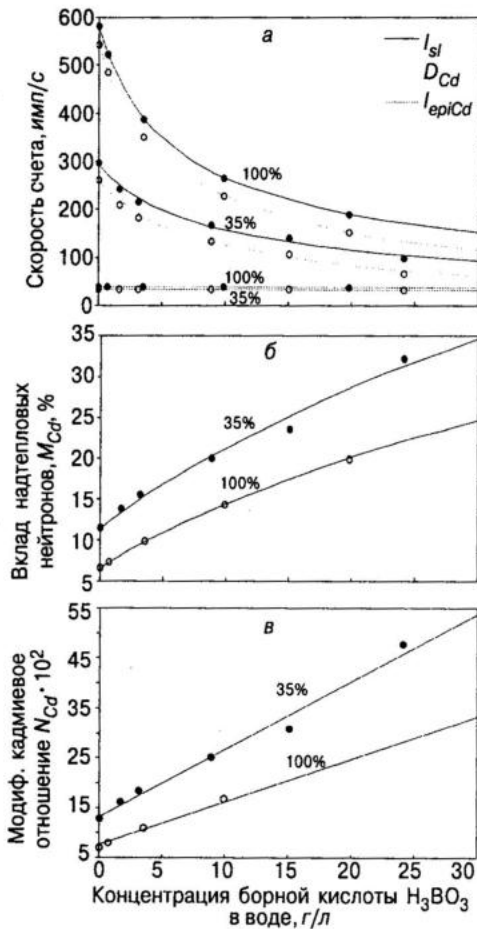 Скорость счета, имп/с
600
500
400
300
200
100
0
а
I_sl
D_Cd
I_epiCd
100%
35%
100%
35%
Вклад надтепловых
нейтронов, M_Cd, %
35
30
25
20
15
10
5
б
35%
100%
Модиф. кадмиевое
отношение N_Cd · 10²
55
45
35
25
15
5
в
35%
100%
0 5 10 15 20 25 30
Концентрация борной кислоты H₃BO₃
в воде, г/л